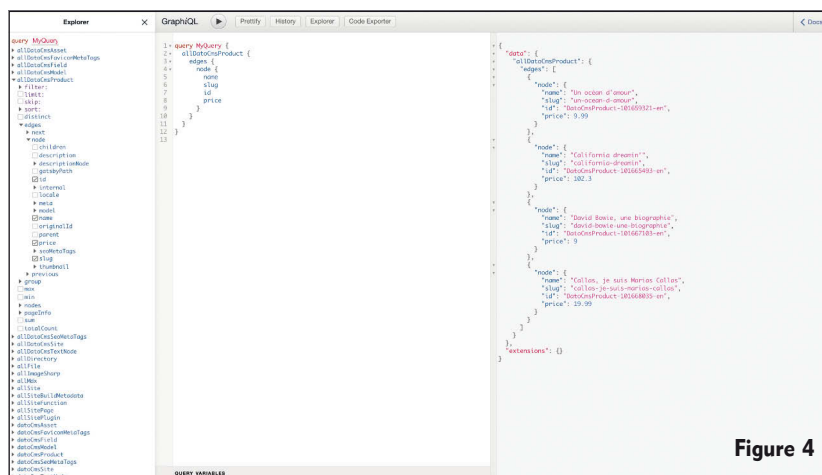 Explorer
X
query MyQuery
allDatoCmsAsset
allDatoCmsFaviconMetaTags
allDatoCmsField
allDatoCmsModel
allDatoCmsProduct
filter:
limit:
skip:
sort:
distinct
edges
next
node
children
description
descriptionNode
gatsbyPath
id
internal
locale
meta
model
name
originalId
parent
price
seoMetaTags
slug
thumbnail
previous
group
max
min
nodes
pageInfo
sum
totalCount
allDatoCmsSeoMetaTags
allDatoCmsSite
allDatoCmsTextNode
allDirectory
allFile
allImageSharp
allMdx
allSite
allSiteBuildMetadata
allSiteFunction
allSitePage
allSitePlugin
datoCmsAsset
datoCmsFaviconMetaTags
datoCmsField
datoCmsModel
datoCmsProduct
datoCmsSeoMetaTags
datoCmsSite
GraphiQL Prettify History Explorer Code Exporter
1 query MyQuery {
2 allDatoCmsProduct {
3 edges {
4 node {
5 name
6 slug
7 id
8 price
9 }
10 }
11 }
12 }
13
QUERY VARIABLES
{
"data": {
"allDatoCmsProduct": {
"edges": [
{
"node": {
"name": "Un océan d'amour",
"slug": "un-ocean-d-amour",
"id": "DatoCmsProduct-101659321-en",
"price": 9.99
}
},
{
"node": {
"name": "California dreamin'",
"slug": "california-dreamin",
"id": "DatoCmsProduct-101665493-en",
"price": 102.3
}
},
{
"node": {
"name": "David Bowie, une biographie",
"slug": "david-bowie-une-biographie",
"id": "DatoCmsProduct-101667103-en",
"price": 9
}
},
{
"node": {
"name": "Callas, je suis Marias Callas",
"slug": "callas-je-suis-marias-callas",
"id": "DatoCmsProduct-101668035-en",
"price": 19.99
}
}
]
}
},
"extensions": {}
}
Figure 4